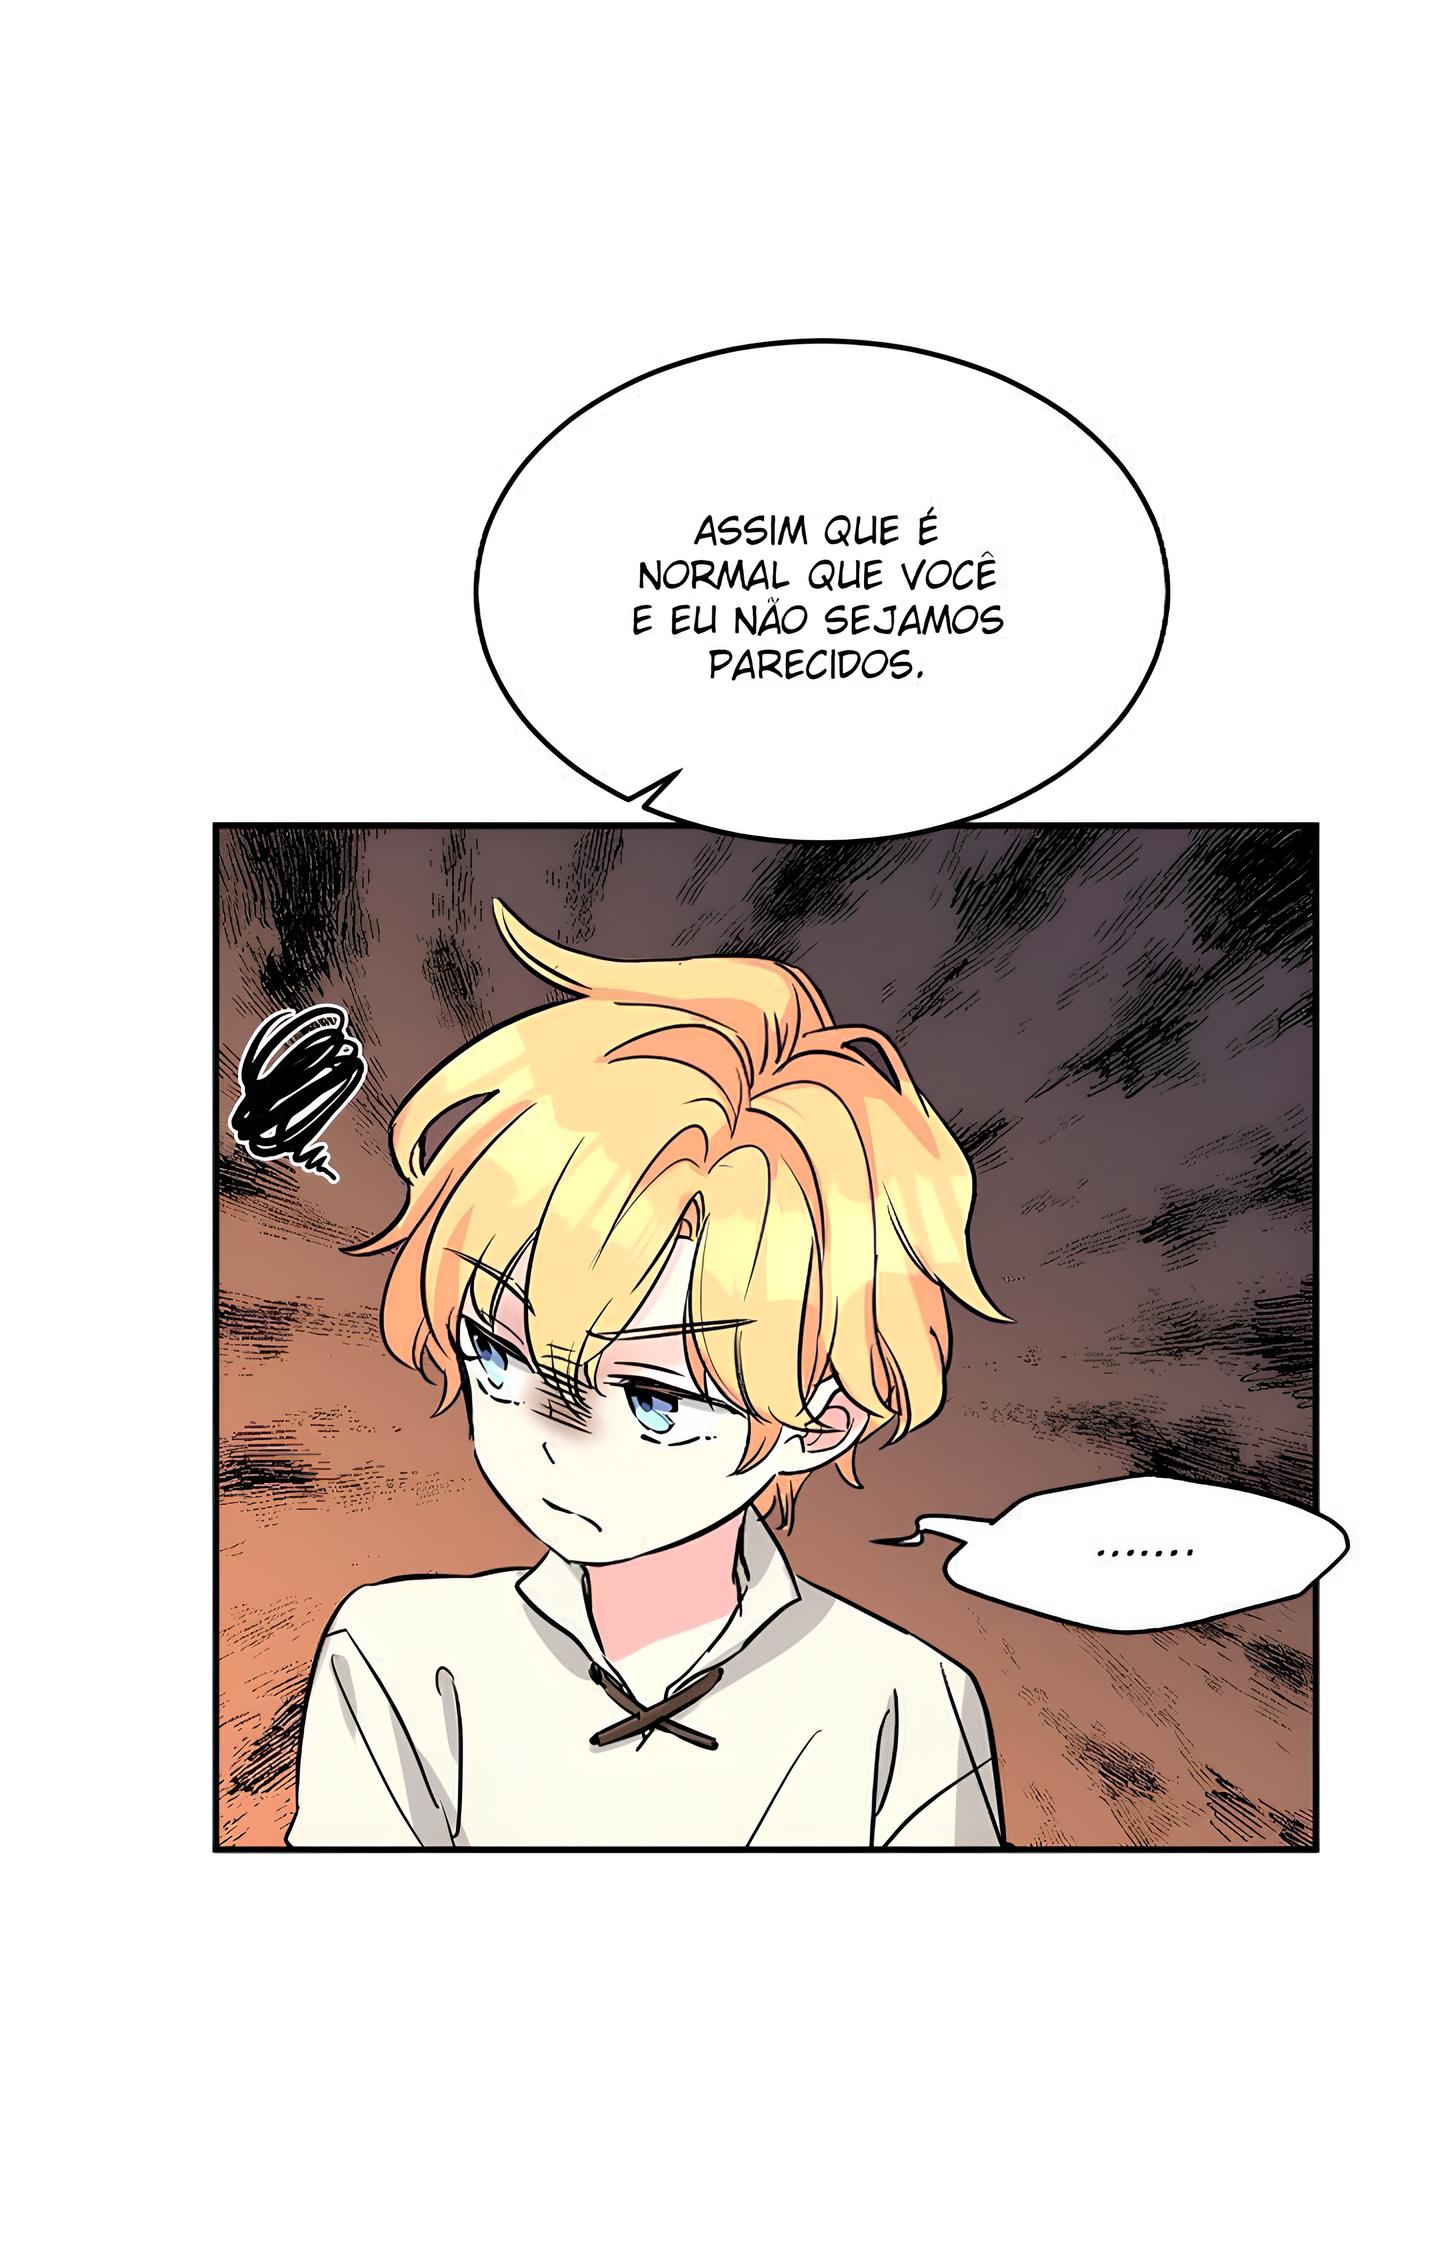 ASSIM QUE É
NORMAL QUE VOCÊ
E EU NÃO SEJAMOS
PARECIDOS.
.......